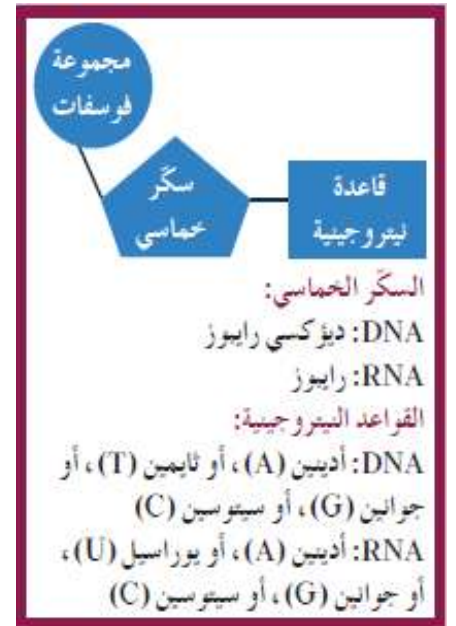 مجموعة
فوسفات
سكّر
خماسي
قاعدة
نيتروجينية
السكّر الخماسي:
DNA: ديؤكسي رايبوز
RNA: رايبوز
القواعد النيتروجينية:
DNA: أدينين (A)، أو ثايمين (T)، أو
جوانين (G)، أو سيتوسين (C)
RNA: أدينين (A)، أو يوراسيل (U)،
أو جوانين (G)، أو سيتوسين (C)